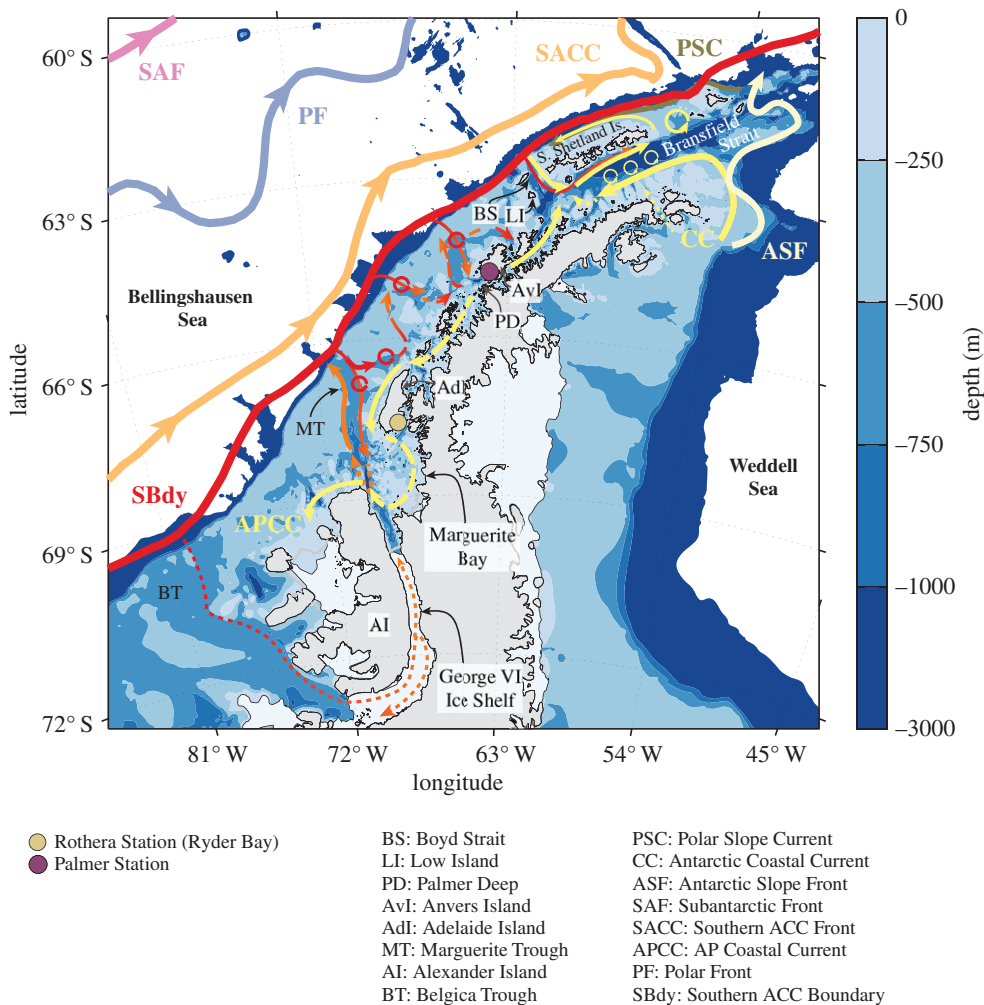 60° S
63° S
66° S
69° S
72° S
latitude
81° W
72° W
63° W
54° W
45° W
longitude
0
−250
−500
−750
−1000
−3000
depth (m)
SAF
PF
SACC
PSC
S. Shetland Is.
Bransfield
Strait
BS
LI
CC
ASF
Bellingshausen
Sea
AvI
PD
AdI
MT
SBdy
APCC
Marguerite
Bay
Weddell
Sea
BT
AI
George VI
Ice Shelf
Rothera Station (Ryder Bay)
Palmer Station
BS: Boyd Strait
LI: Low Island
PD: Palmer Deep
AvI: Anvers Island
AdI: Adelaide Island
MT: Marguerite Trough
AI: Alexander Island
BT: Belgica Trough
PSC: Polar Slope Current
CC: Antarctic Coastal Current
ASF: Antarctic Slope Front
SAF: Subantarctic Front
SACC: Southern ACC Front
APCC: AP Coastal Current
PF: Polar Front
SBdy: Southern ACC Boundary